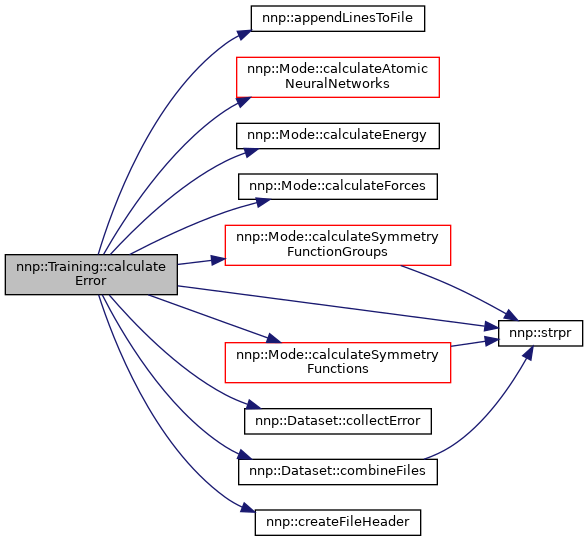 nnp::appendLinesToFile
nnp::Mode::calculateAtomic
NeuralNetworks
nnp::Mode::calculateEnergy
nnp::Mode::calculateForces
nnp::Mode::calculateSymmetry
FunctionGroups
nnp::Training::calculate
Error
nnp::strpr
nnp::Mode::calculateSymmetry
Functions
nnp::Dataset::collectError
nnp::Dataset::combineFiles
nnp::createFileHeader